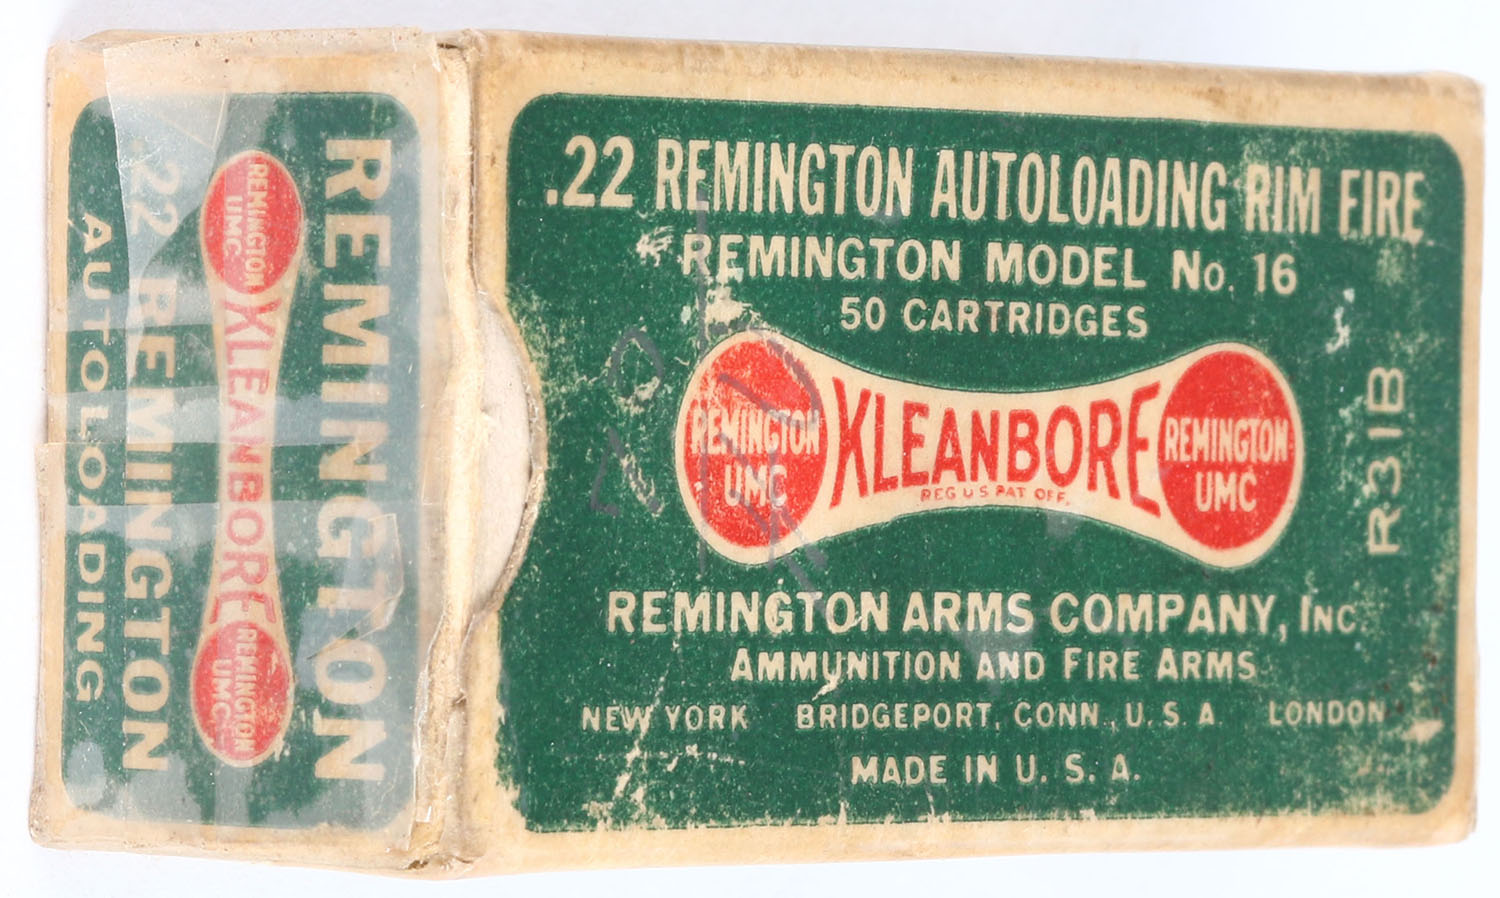 REMINGTON
REMINGTON
UMC
KLEANBORE
REMINGTON
UMC
.22 REMINGTON
AUTOLOADING
.22 REMINGTON AUTOLOADING RIM FIRE
REMINGTON MODEL No. 16
50 CARTRIDGES
REMINGTON
UMC
KLEANBORE
REG U S PAT OFF.
REMINGTON
UMC
R31B
REMINGTON ARMS COMPANY, INC.
AMMUNITION AND FIRE ARMS
NEW YORK BRIDGEPORT, CONN., U. S. A. LONDON
MADE IN U. S. A.